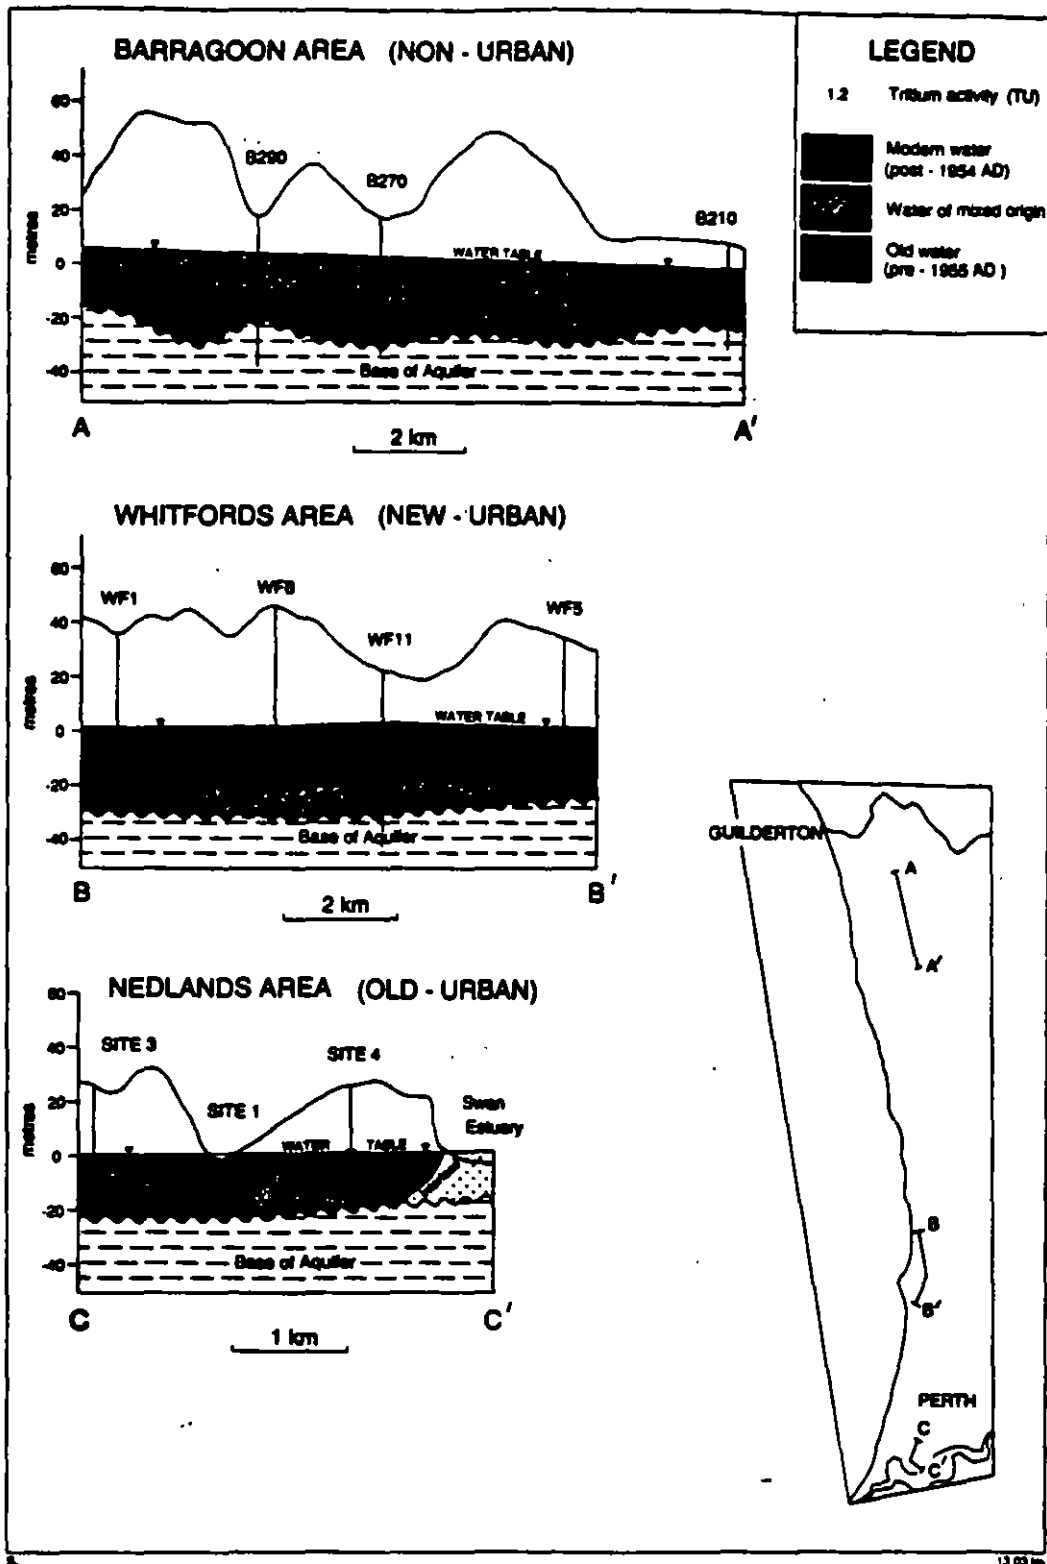 BARRAGOON AREA (NON - URBAN)
60
40
20
0
-20
-40
metres
B290
B270
B210
WATER TABLE
Base of Aquifer
A
A'
2 km
LEGEND
1.2 Tritium activity (TU)
Modern water
(post - 1954 AD)
Water of mixed origin
Old water
(pre - 1955 AD )
WHITFORDS AREA (NEW - URBAN)
60
40
20
0
-20
-40
metres
WF1
WF8
WF11
WF5
WATER TABLE
Base of Aquifer
B
B'
2 km
NEDLANDS AREA (OLD - URBAN)
60
40
20
0
-20
-40
metres
SITE 3
SITE 1
SITE 4
Swan
Estuary
WATER TABLE
Base of Aquifer
C
C'
1 km
GUILDERTON
A
A'
B
B'
PERTH
C
C'